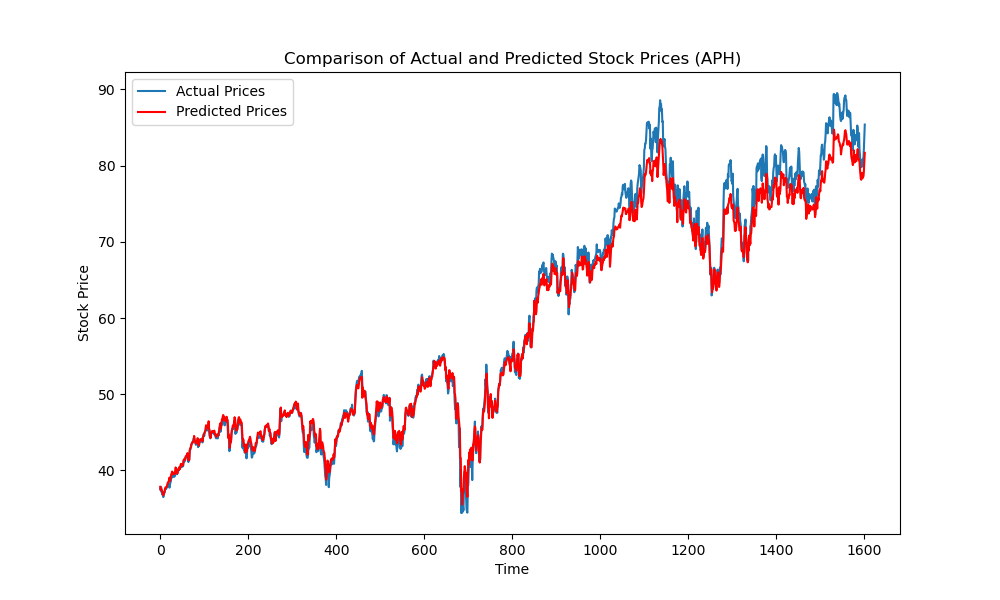 Comparison of Actual and Predicted Stock Prices (APH)
Actual Prices
Predicted Prices
90
80
70
60
50
40
Stock Price
0 200 400 600 800 1000 1200 1400 1600
Time